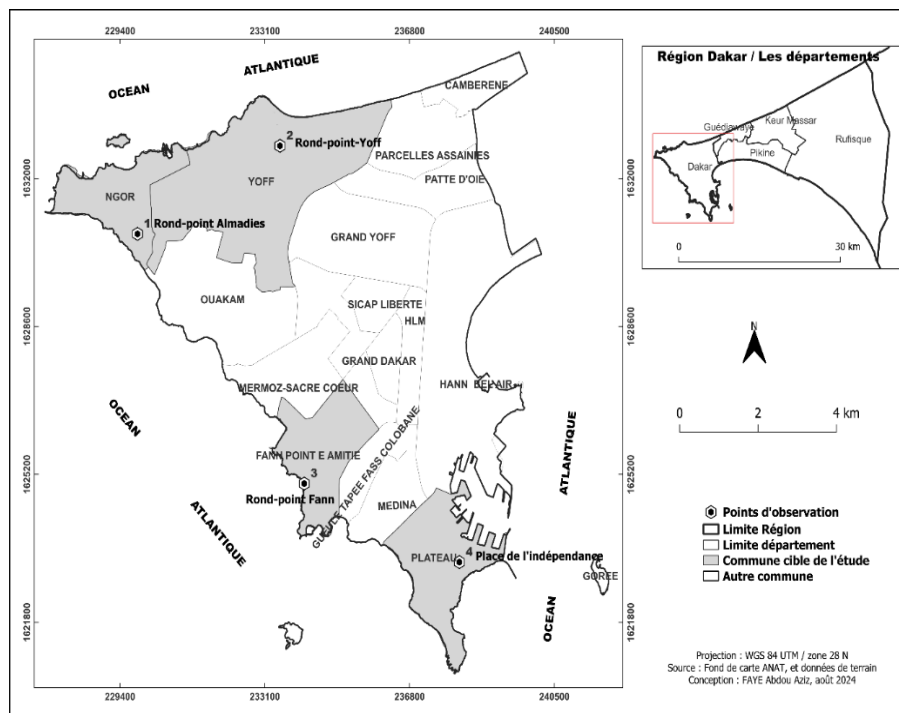 229400
233100
236800
240500
OCEAN
ATLANTIQUE
CAMBERENE
2
Rond-point-Yoff
PARCELLES ASSAINIES
1632000
1632000
YOFF
NGOR
PATTE D'OIE
1
Rond-point Almadies
GRAND YOFF
OUAKAM
SICAP LIBERTE
1628600
1628600
HLM
GRAND DAKAR
MERMOZ-SACRE COEUR
HANN BEL AIR
OCEAN
ATLANTIQUE
FANN POINT E AMITIE
GUEULE TAPEE FASS COLOBANE
1625200
1625200
3
Rond-point Fann
ATLANTIQUE
MEDINA
PLATEAU
4
Place de l'indépendance
GOREE
OCEAN
1621800
1621800
229400
233100
236800
240500
Région Dakar / Les départements
Guédiawaye
Keur Massar
Rufisque
Dakar
Pikine
0
30 km
N
0
2
4 km
Points d'observation
Limite Région
Limite département
Commune cible de l'étude
Autre commune
Projection : WGS 84 UTM / zone 28 N
Source : Fond de carte ANAT, et données de terrain
Conception : FAYE Abdou Aziz, août 2024